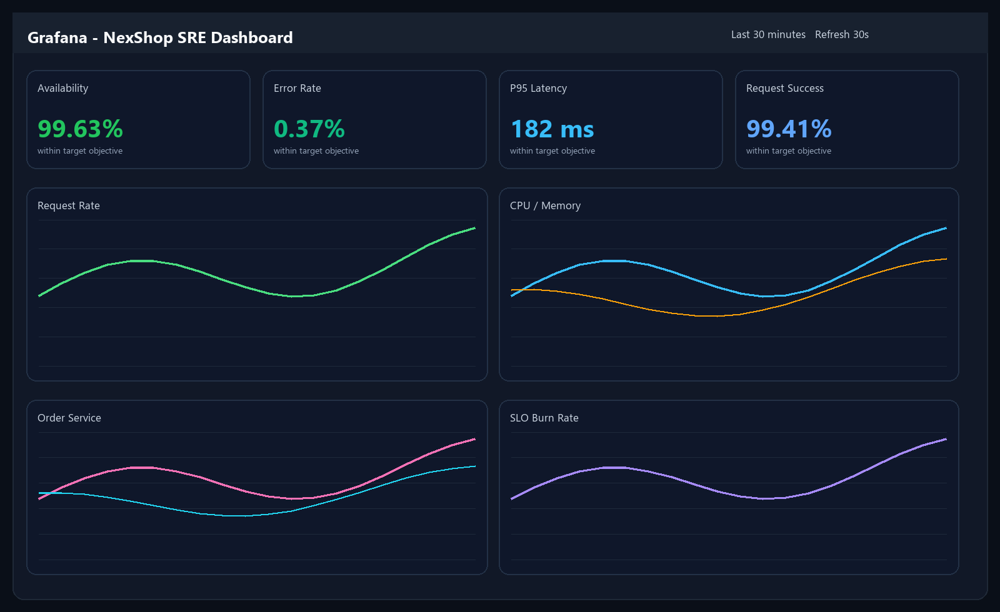 Grafana - NexShop SRE Dashboard
Last 30 minutes Refresh 30s
Availability
99.63%
within target objective
Error Rate
0.37%
within target objective
P95 Latency
182 ms
within target objective
Request Success
99.41%
within target objective
Request Rate
CPU / Memory
Order Service
SLO Burn Rate